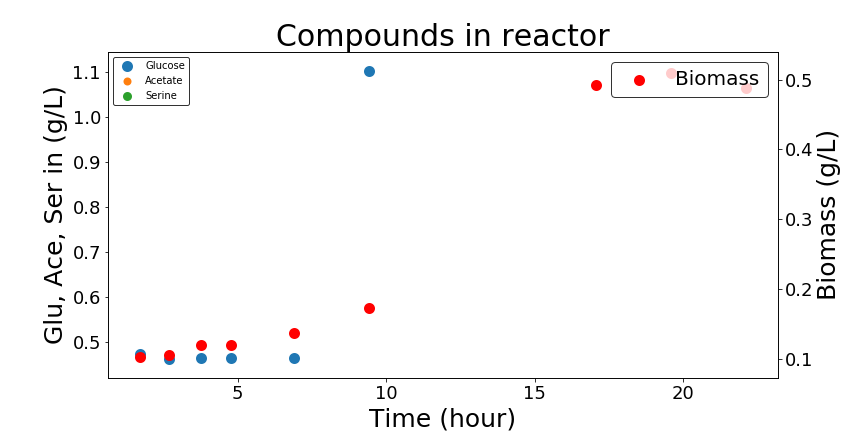 Compounds in reactor
Glucose
Acetate
Serine
Biomass
Glu, Ace, Ser in (g/L)
1.1
1.0
0.9
0.8
0.7
0.6
0.5
0.5
0.4
0.3
0.2
0.1
Biomass (g/L)
5 10 15 20
Time (hour)